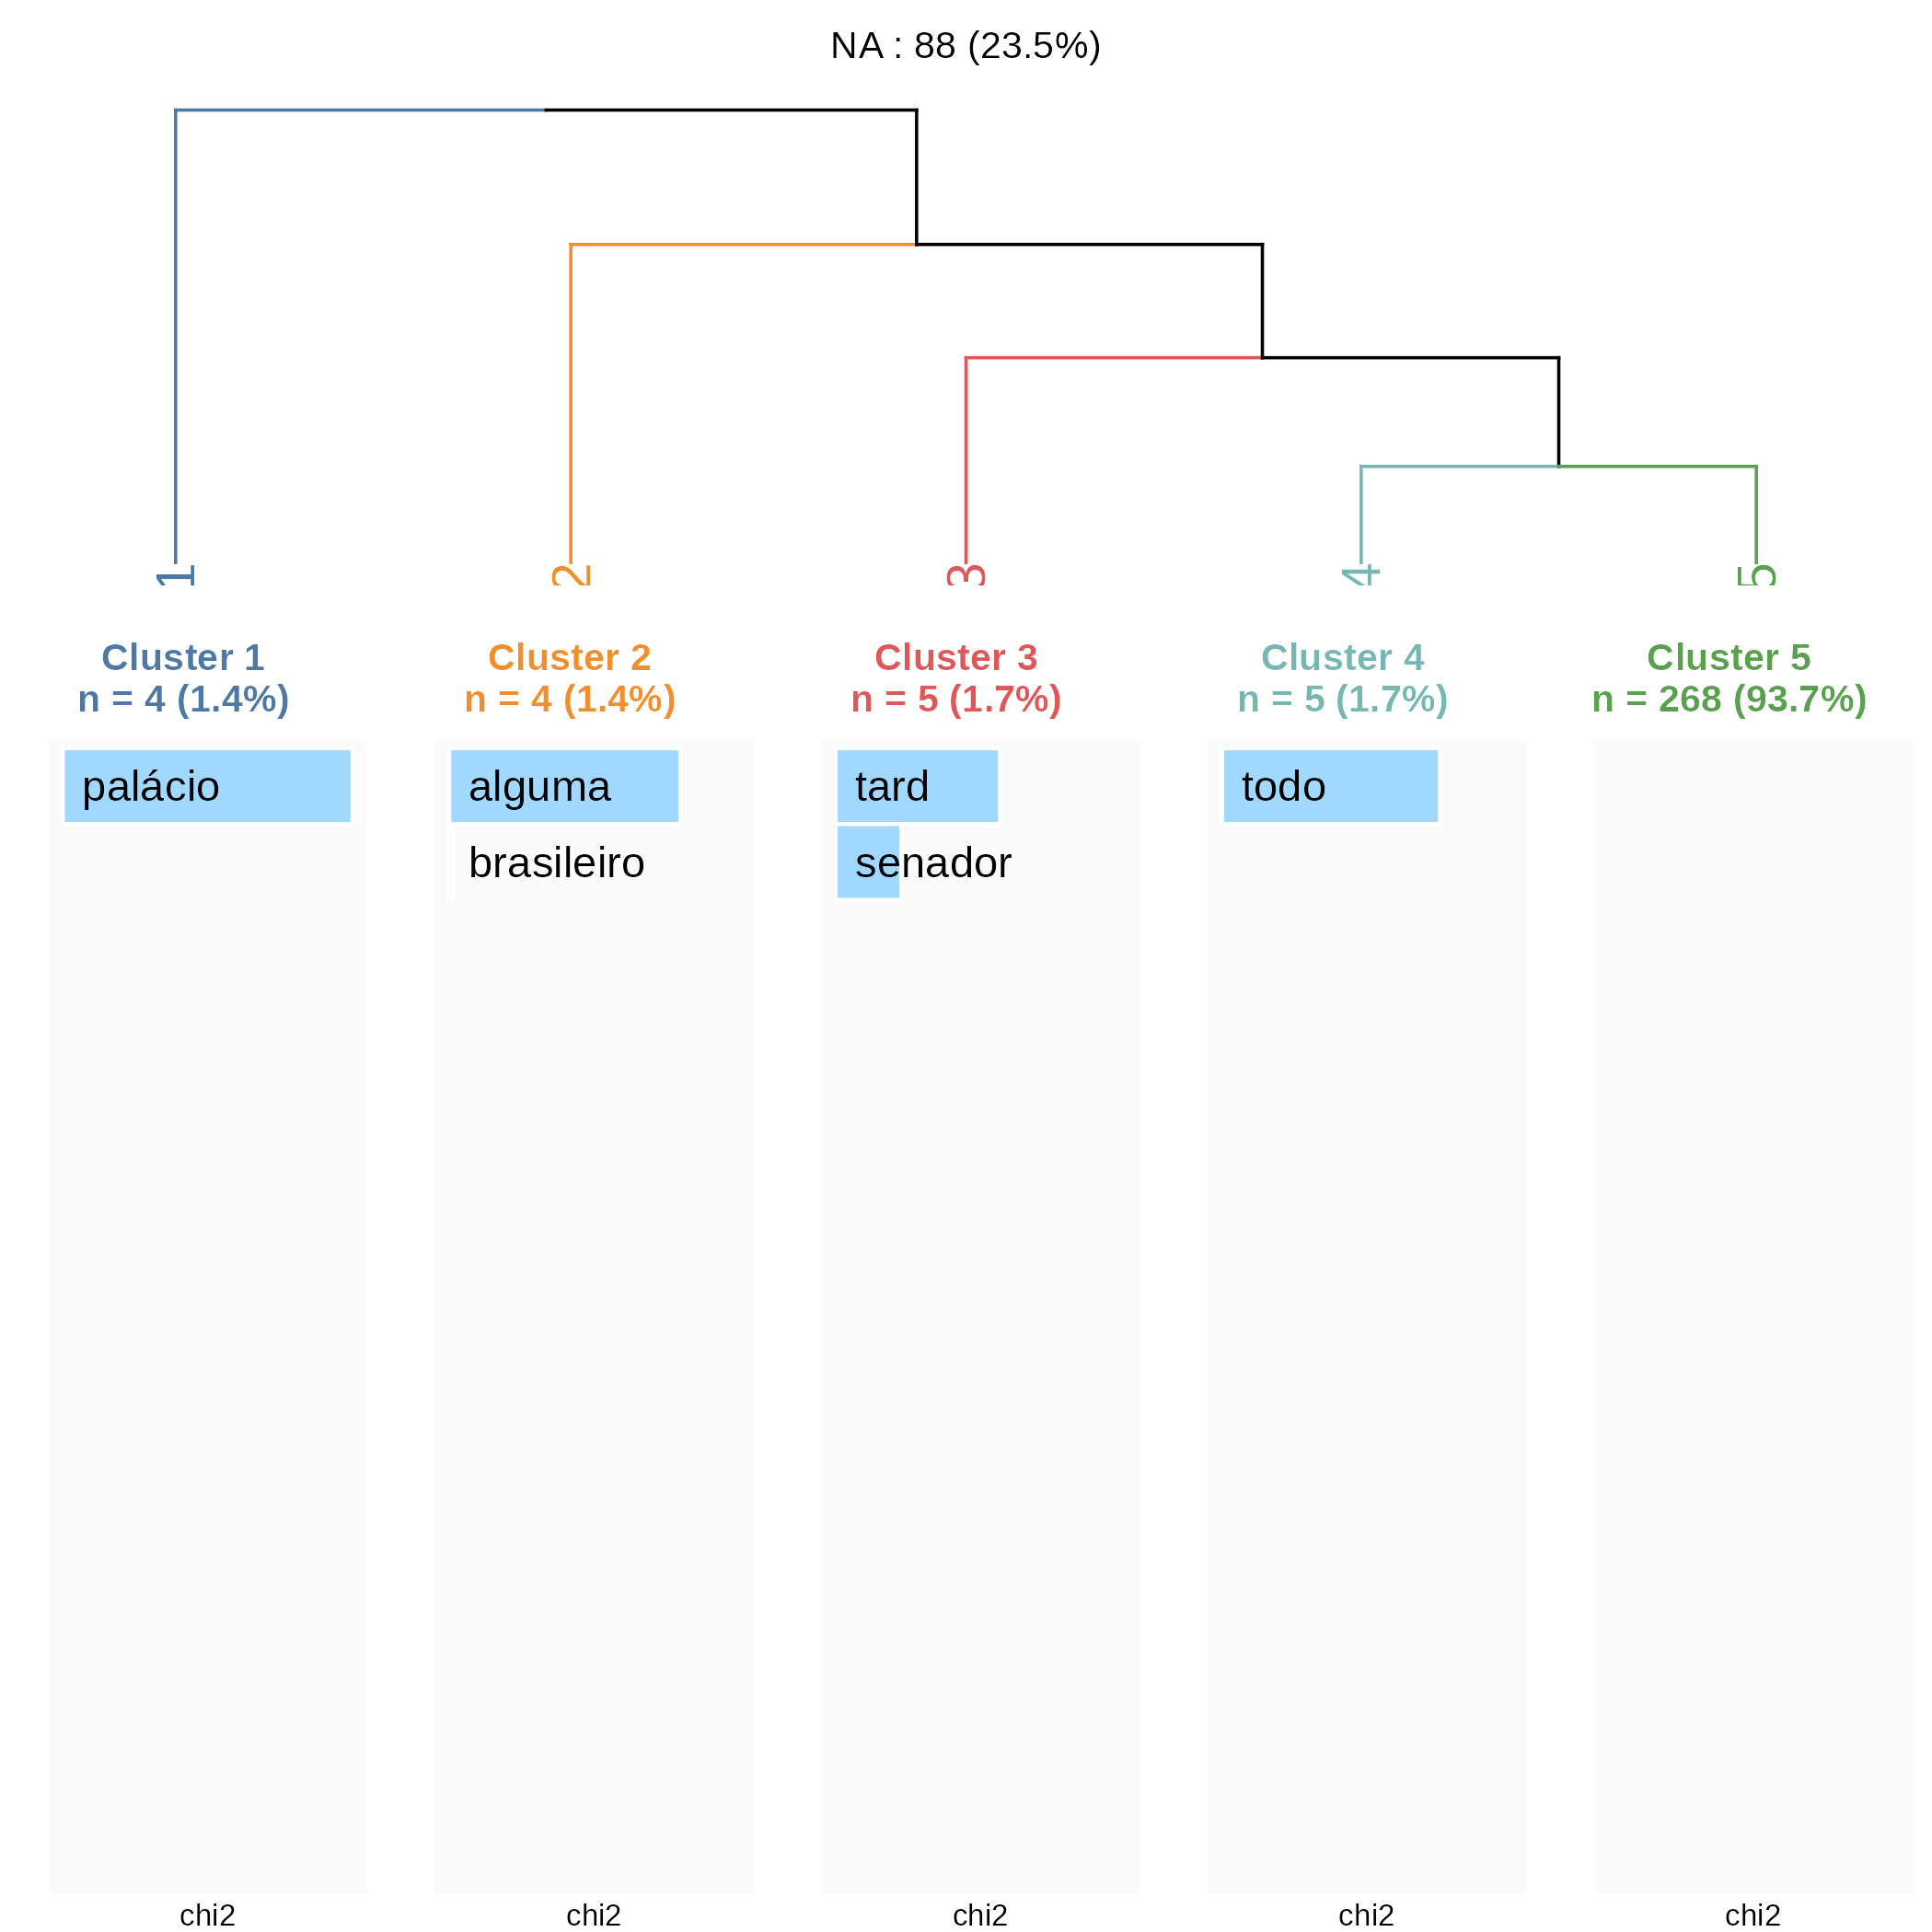 NA : 88 (23.5%)
1 2 3 4 5
Cluster 1 Cluster 2 Cluster 3 Cluster 4 Cluster 5
n = 4 (1.4%) n = 4 (1.4%) n = 5 (1.7%) n = 5 (1.7%) n = 268 (93.7%)
palácio alguma tard todo
brasileiro senador
chi2 chi2 chi2 chi2 chi2